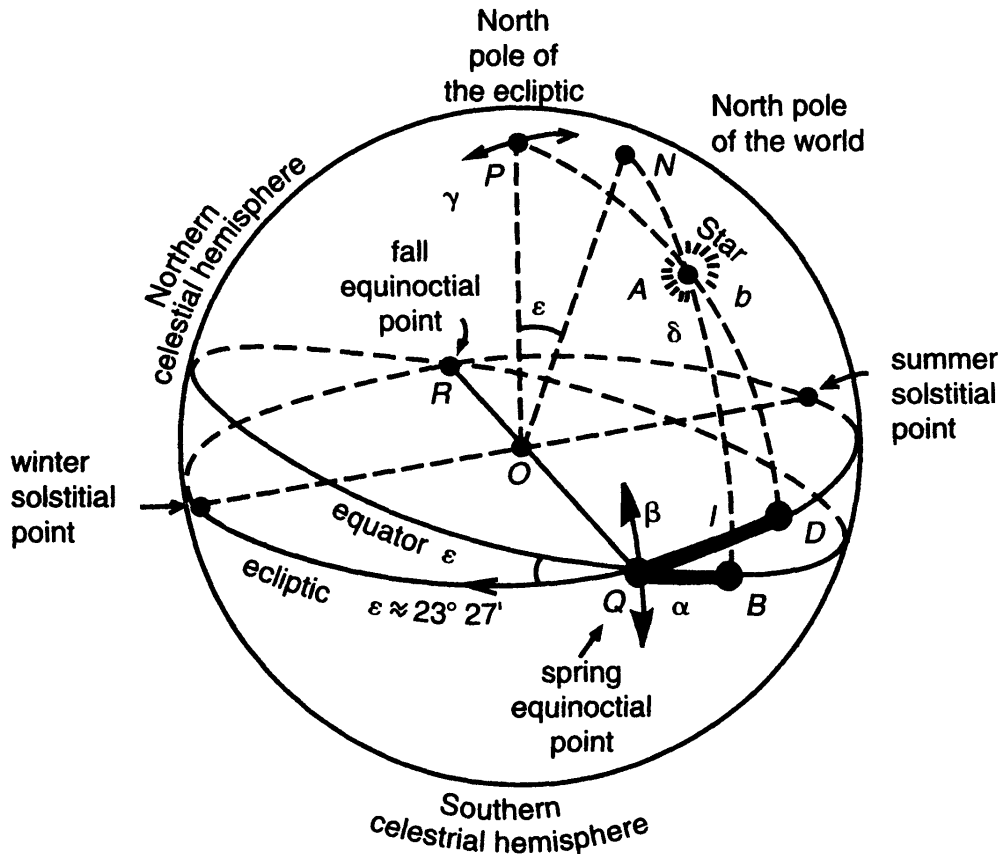 North
pole of
the ecliptic
North pole
of the world
P
N
γ
Northern
celestial hemisphere
Star
fall
equinoctial
point
ε
A
b
δ
R
summer
solstitial
point
O
winter
solstitial
point
equator ε
β
l
D
ecliptic
ε ≈ 23° 27'
Q
α
B
spring
equinoctial
point
Southern
celestrial hemisphere